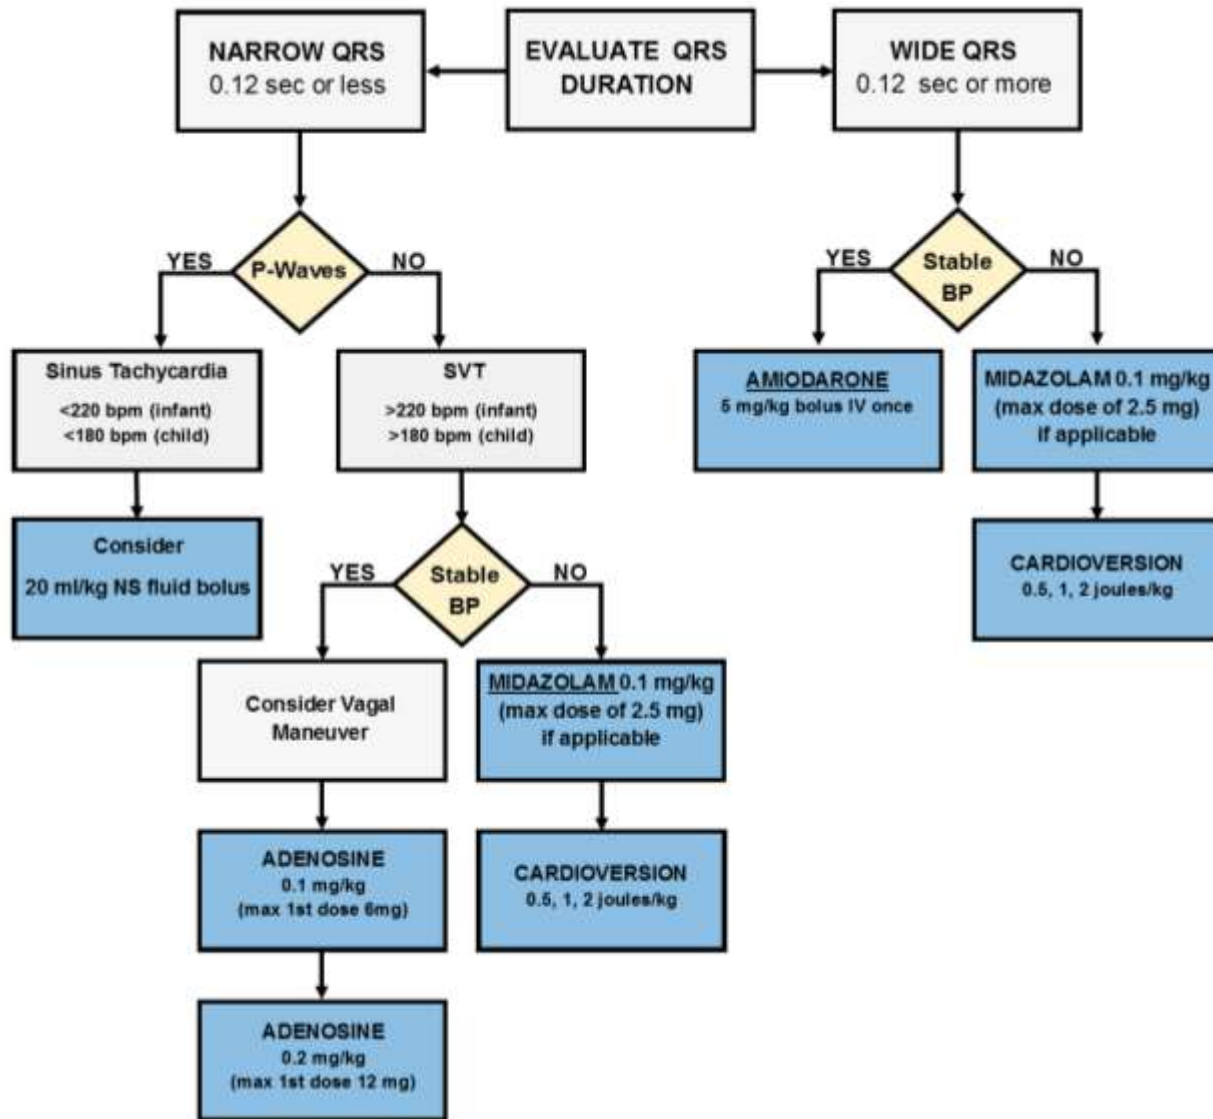 NARROW QRS
0.12 sec or less
EVALUATE QRS
DURATION
WIDE QRS
0.12 sec or more
YES
P-Waves
NO
YES
Stable
BP
NO
Sinus Tachycardia
<220 bpm (infant)
<180 bpm (child)
SVT
>220 bpm (infant)
>180 bpm (child)
AMIODARONE
5 mg/kg bolus IV once
MIDAZOLAM 0.1 mg/kg
(max dose of 2.5 mg)
if applicable
Consider
20 ml/kg NS fluid bolus
YES
Stable
BP
NO
CARDIOVERSION
0.5, 1, 2 joules/kg
Consider Vagal
Maneuver
MIDAZOLAM 0.1 mg/kg
(max dose of 2.5 mg)
if applicable
ADENOSINE
0.1 mg/kg
(max 1st dose 6mg)
CARDIOVERSION
0.5, 1, 2 joules/kg
ADENOSINE
0.2 mg/kg
(max 1st dose 12 mg)